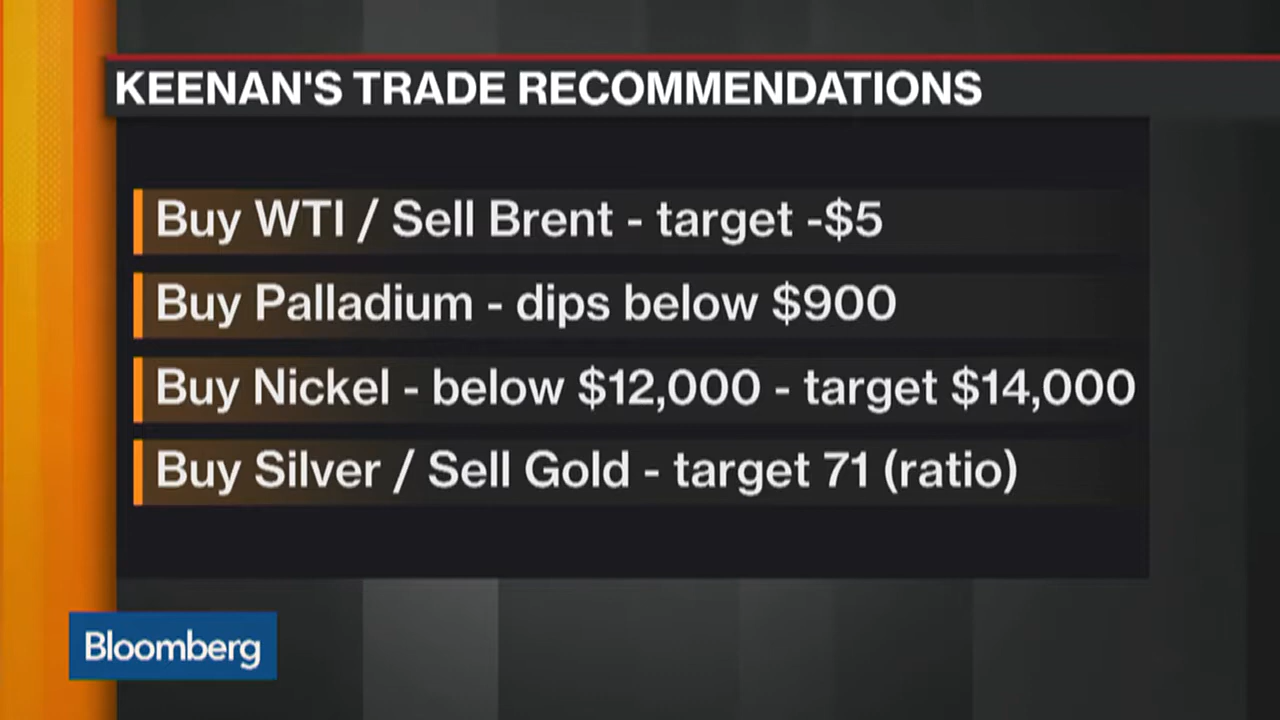 KEENAN'S TRADE RECOMMENDATIONS
Buy WTI / Sell Brent - target -$5
Buy Palladium - dips below $900
Buy Nickel - below $12,000 - target $14,000
Buy Silver / Sell Gold - target 71 (ratio)
Bloomberg